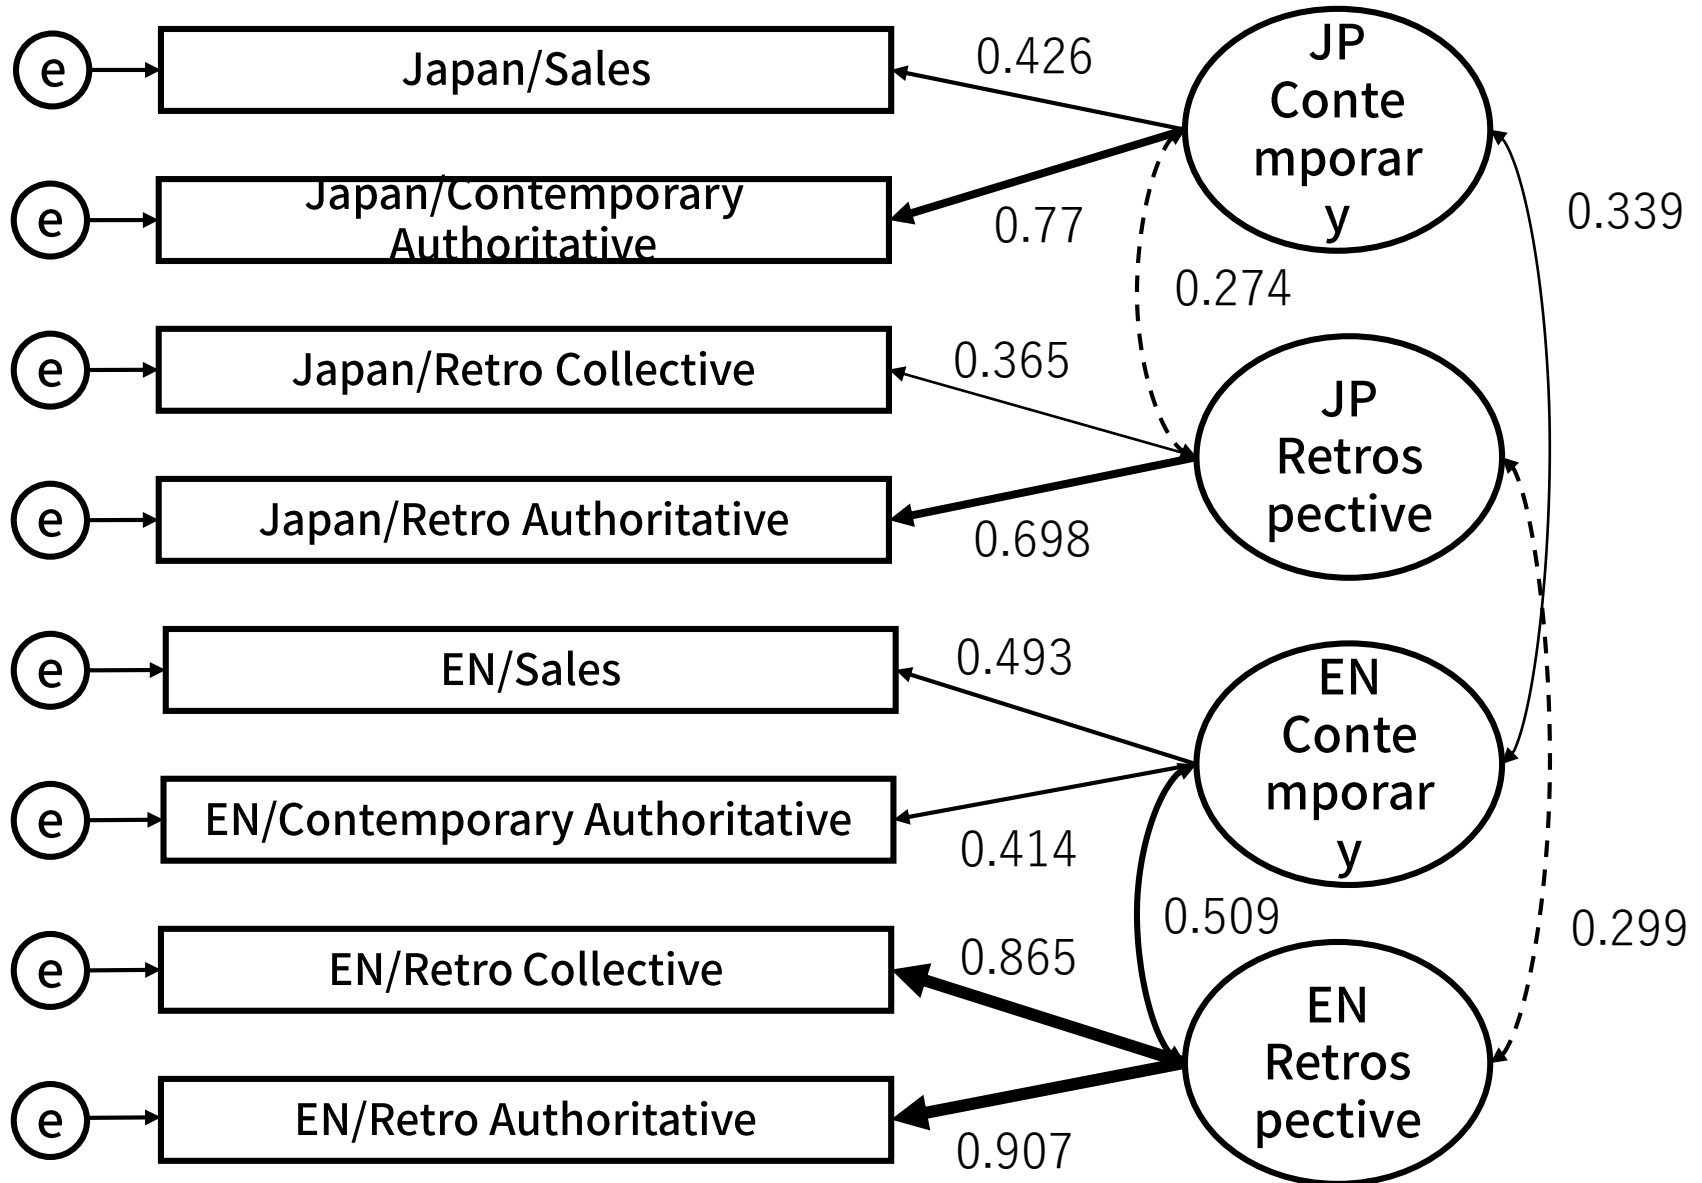 e
Japan/Sales
0.426
JP
Conte
mporar
y
e
Japan/Contemporary
Authoritative
0.77
0.339
0.274
e
Japan/Retro Collective
0.365
JP
Retros
pective
e
Japan/Retro Authoritative
0.698
e
EN/Sales
0.493
EN
Conte
mporar
y
e
EN/Contemporary Authoritative
0.414
0.509
0.299
e
EN/Retro Collective
0.865
EN
Retros
pective
e
EN/Retro Authoritative
0.907